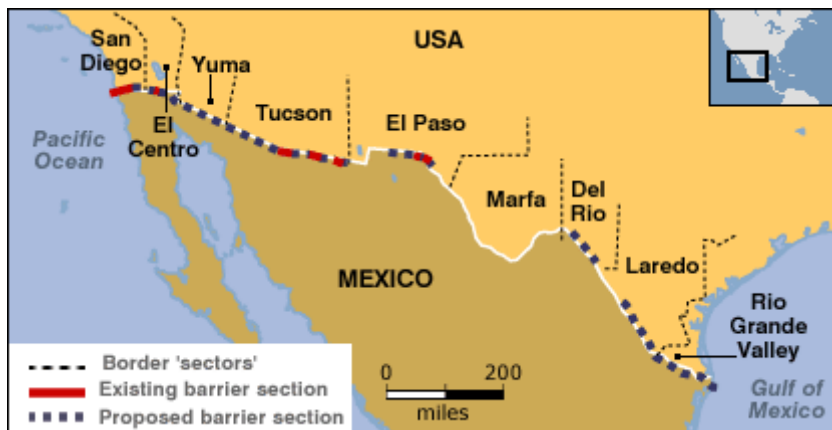 USA
San
Diego
Yuma
El
Centro
Tucson
El Paso
Pacific
Ocean
Marfa
Del
Rio
Laredo
MEXICO
Rio
Grande
Valley
Gulf of
Mexico
Border 'sectors'
Existing barrier section
Proposed barrier section
0 200
miles